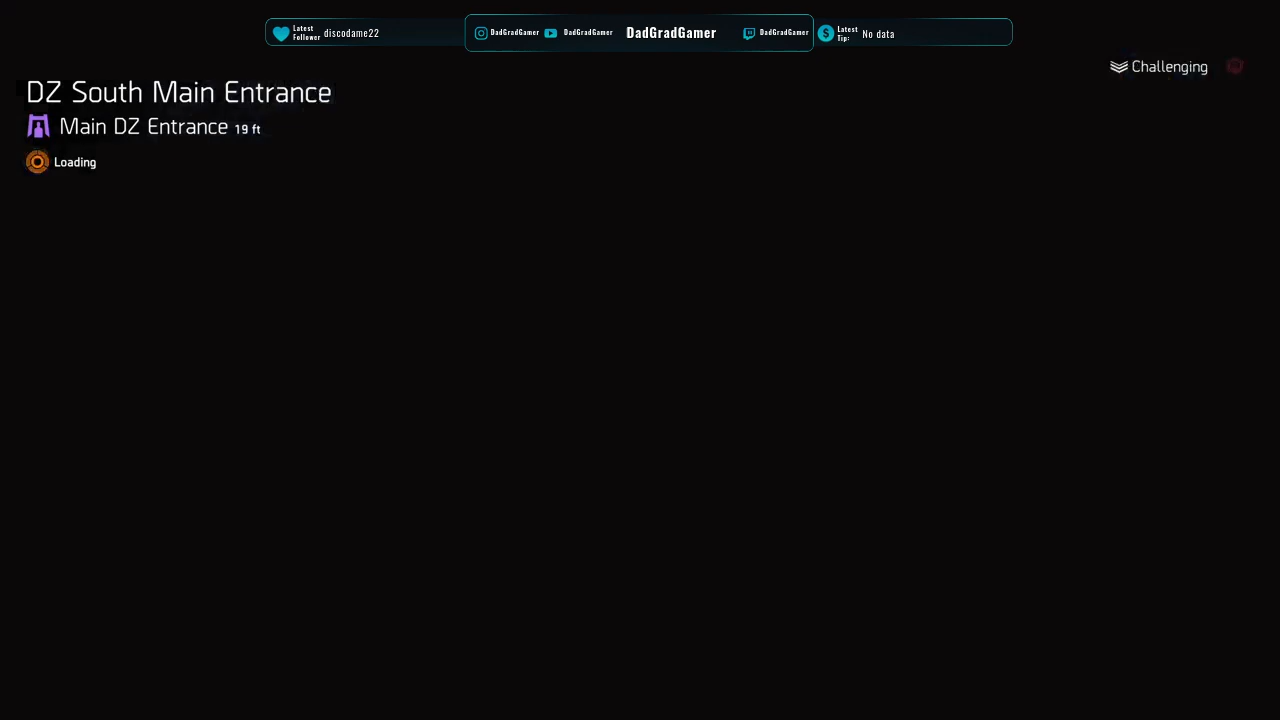 Latest
Follower discodame22
DadGradGamer DadGradGamer DadGradGamer DadGradGamer
Latest
Tip: No data
Challenging
DZ South Main Entrance
Main DZ Entrance 19 ft
Loading